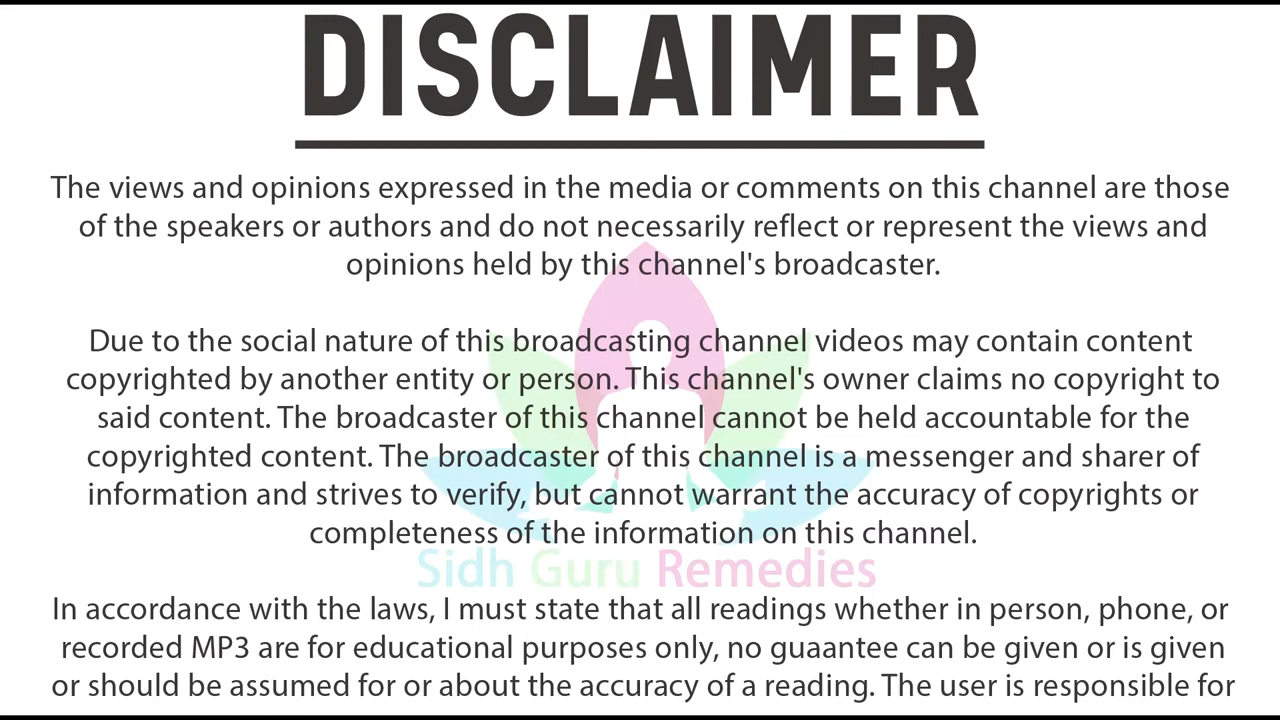 DISCLAIMER
The views and opinions expressed in the media or comments on this channel are those
of the speakers or authors and do not necessarily reflect or represent the views and
opinions held by this channel's broadcaster.
Due to the social nature of this broadcasting channel videos may contain content
copyrighted by another entity or person. This channel's owner claims no copyright to
said content. The broadcaster of this channel cannot be held accountable for the
copyrighted content. The broadcaster of this channel is a messenger and sharer of
information and strives to verify, but cannot warrant the accuracy of copyrights or
completeness of the information on this channel.
Sidh Guru Remedies
In accordance with the laws, I must state that all readings whether in person, phone, or
recorded MP3 are for educational purposes only, no guaantee can be given or is given
or should be assumed for or about the accuracy of a reading. The user is responsible for